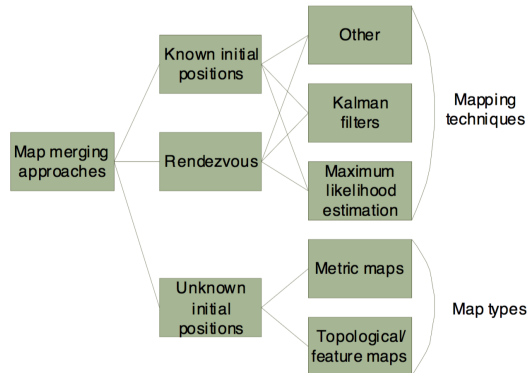 Map merging
approaches
Known initial
positions
Rendezvous
Unknown
initial
positions
Other
Kalman
filters
Maximum
likelihood
estimation
Metric maps
Topological/
feature maps
Mapping
techniques
Map types